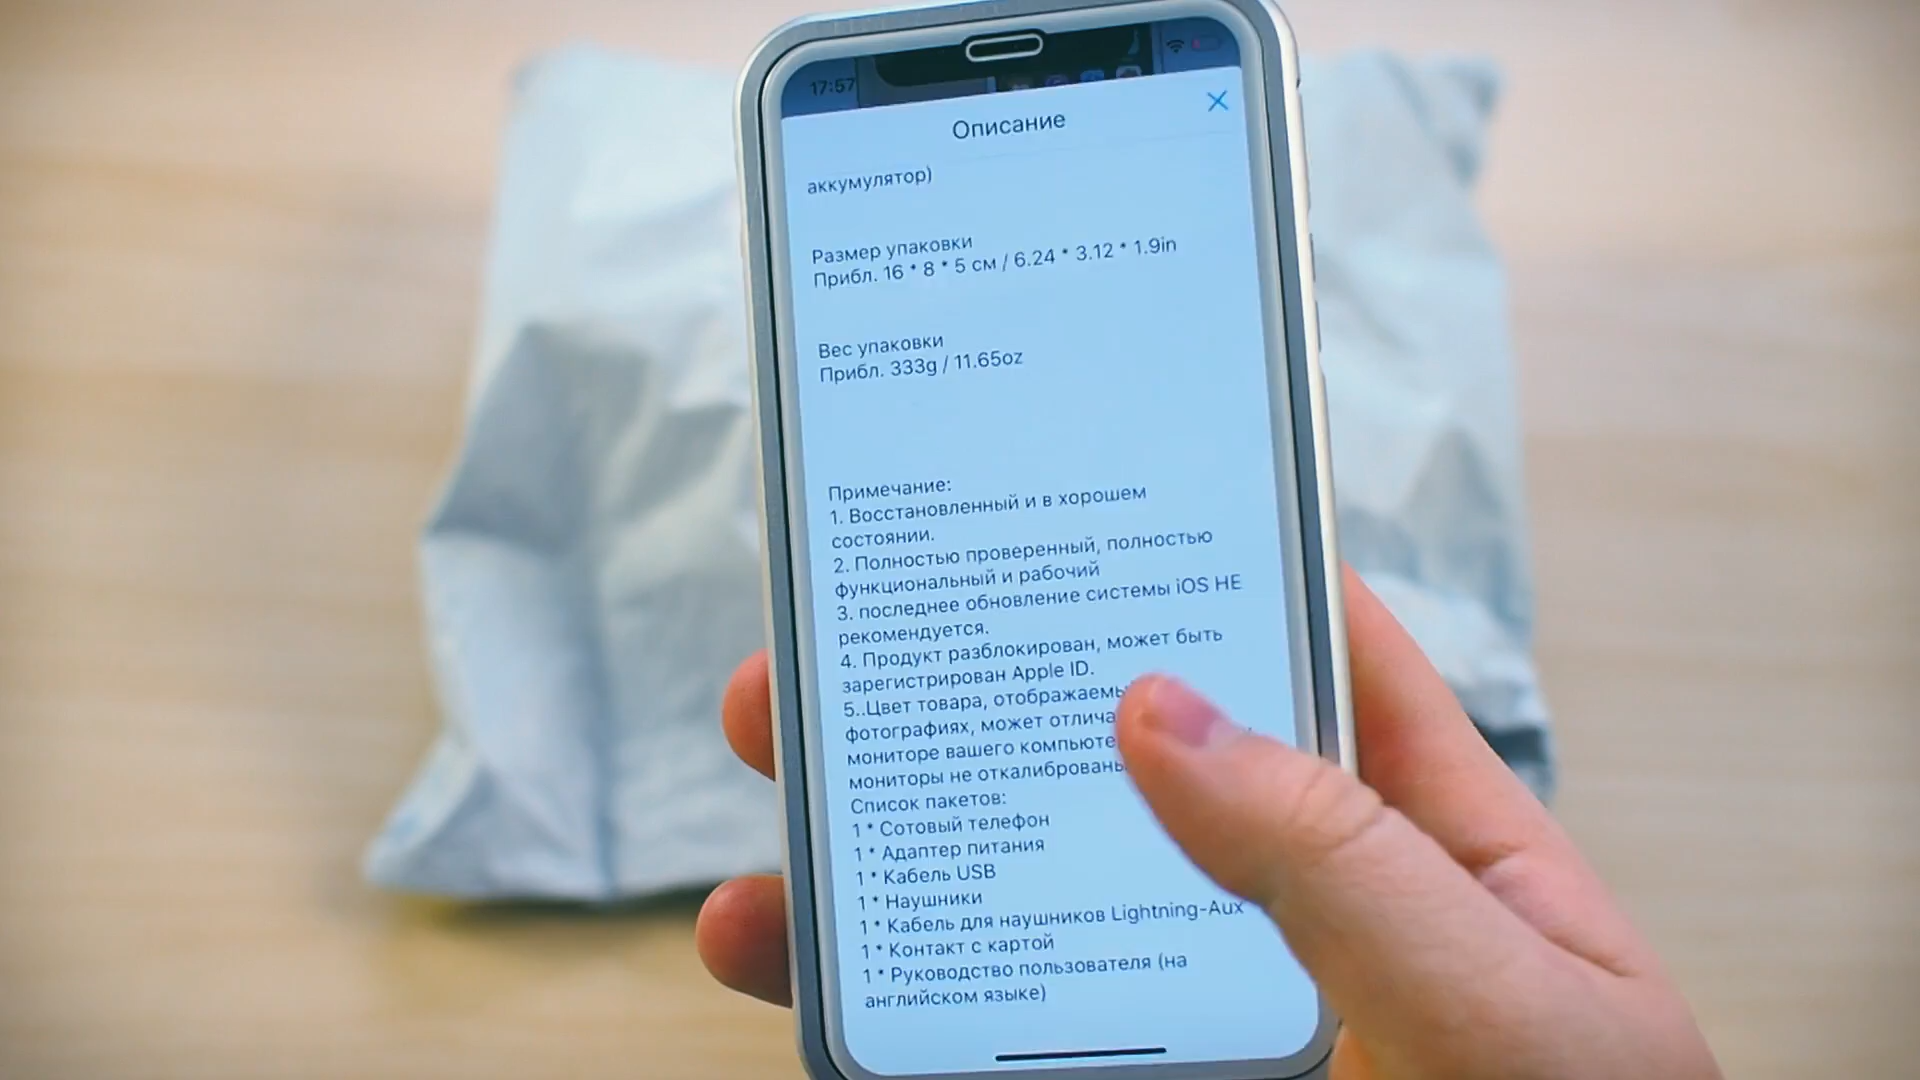 17:57
Описание
аккумулятор)
Размер упаковки
Прибл. 16 * 8 * 5 см / 6.24 * 3.12 * 1.9in
Вес упаковки
Прибл. 333g / 11.65oz
Примечание:
1. Восстановленный и в хорошем
состоянии.
2. Полностью проверенный, полностью
функциональный и рабочий
3. последнее обновление системы iOS НЕ
рекомендуется.
4. Продукт разблокирован, может быть
зарегистрирован Apple ID.
5..Цвет товара,
фотографиях, может
мониторе вашего
мониторы не
Список пакетов:
1 * Сотовый телефон
1 * Адаптер питания
1 * Кабель USB
1 * Наушники
1 * Кабель для наушников Lightning-Aux
1 * Контакт с картой
1 * Руководство пользователя (на
английском языке)